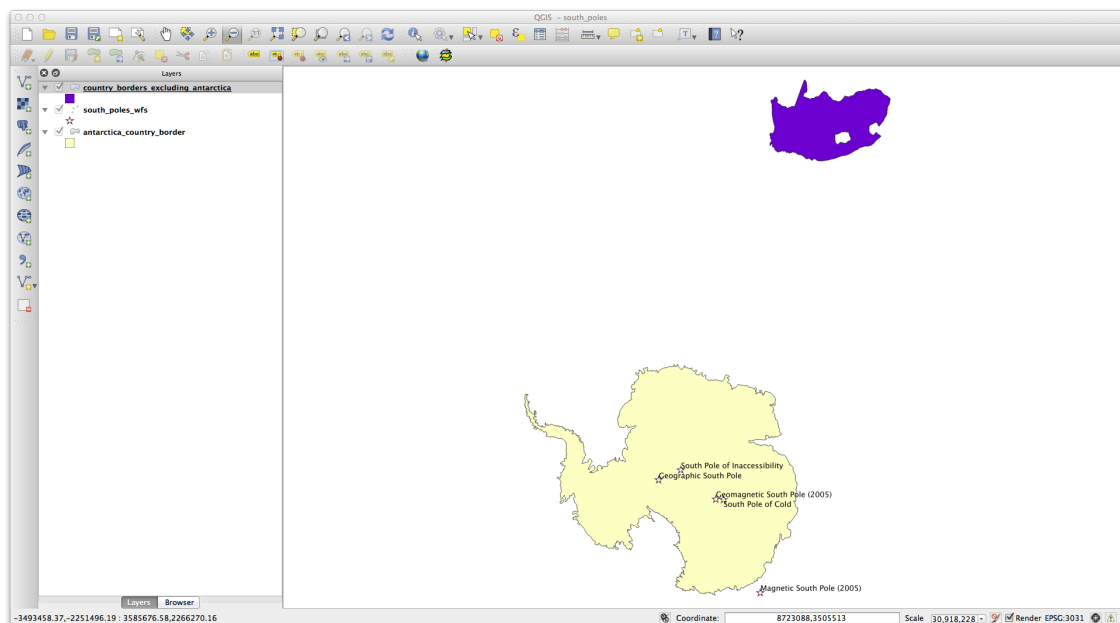 QGIS - south_poles
Layers
country_borders_excluding_antarctica
south_poles_wfs
antarctica_country_border
South Pole of Inaccessibility
Geographic South Pole
Geomagnetic South Pole (2005)
South Pole of Cold
Magnetic South Pole (2005)
Layers Browser
-3493458.37,-2251496.19 : 3585676.58,2266270.16 Coordinate: 8723088,3505513 Scale 30,918,228 Render EPSG:3031